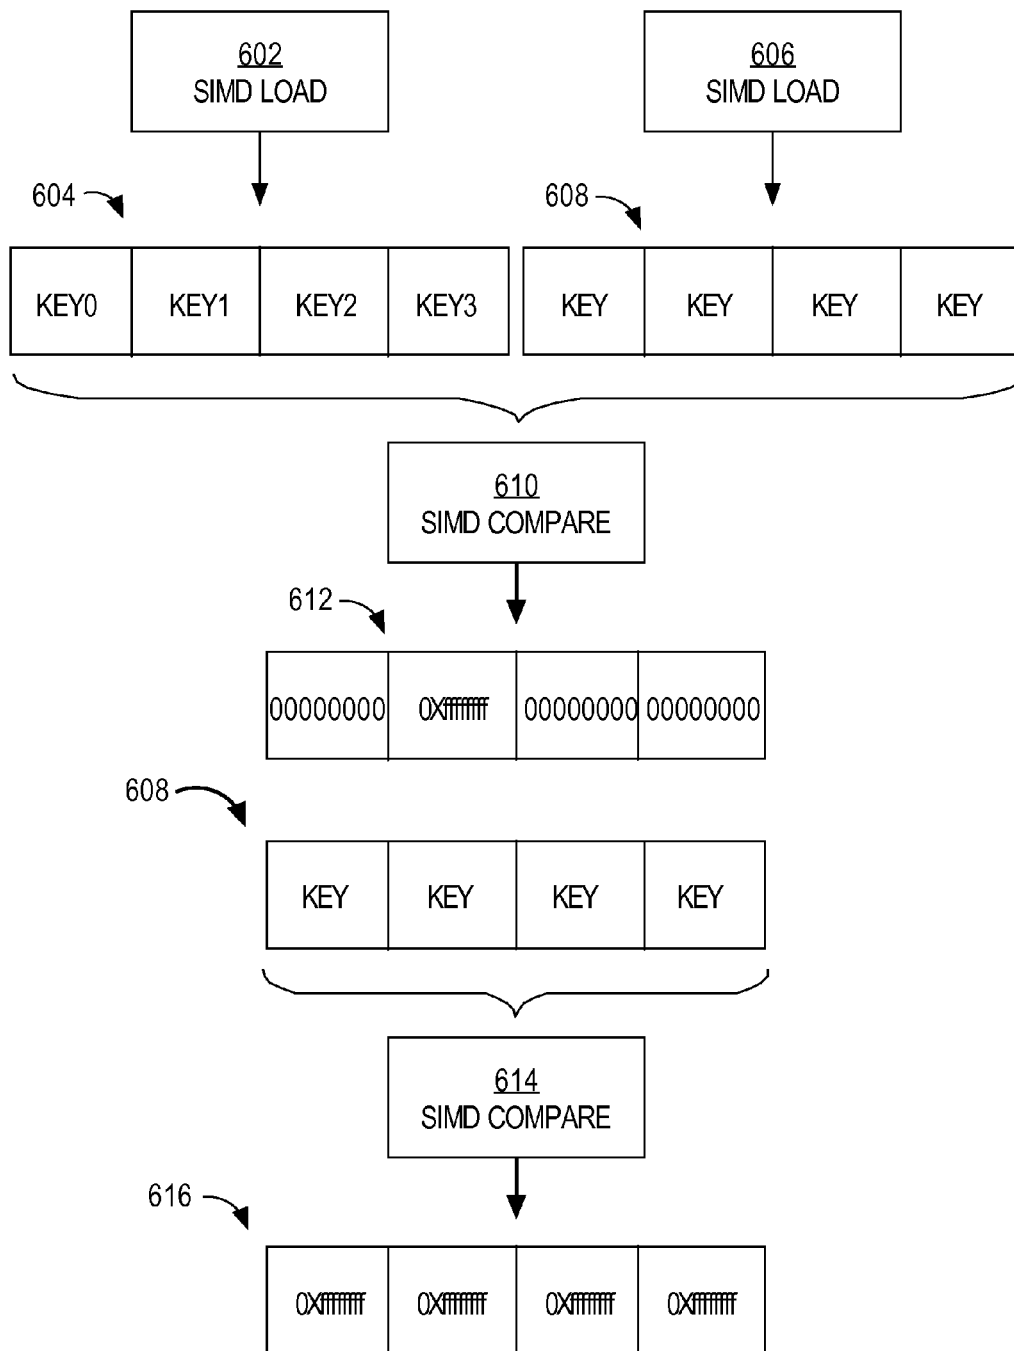 602
SIMD LOAD
606
SIMD LOAD
604
608
KEY0 KEY1 KEY2 KEY3 KEY KEY KEY KEY
610
SIMD COMPARE
612
00000000 0Xffffffff 00000000 00000000
608
KEY KEY KEY KEY
614
SIMD COMPARE
616
0Xffffffff 0Xffffffff 0Xffffffff 0Xffffffff